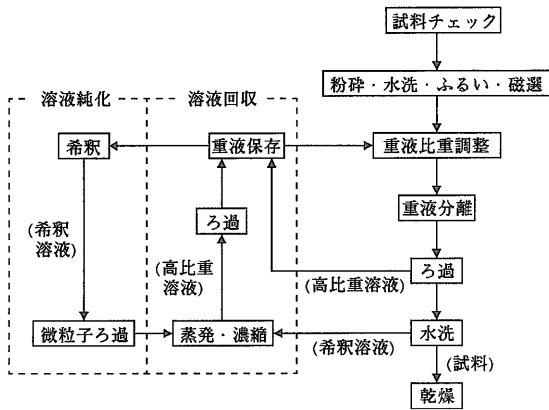 試料チェック
粉砕・水洗・ふるい・磁選
溶液純化
溶液回収
希釈
重液保存
重液比重調整
重液分離
ろ過
(希釈
溶液)
(高比重
溶液)
(高比重溶液)
ろ過
微粒子ろ過
蒸発・濃縮
(希釈溶液)
水洗
(試料)
乾燥